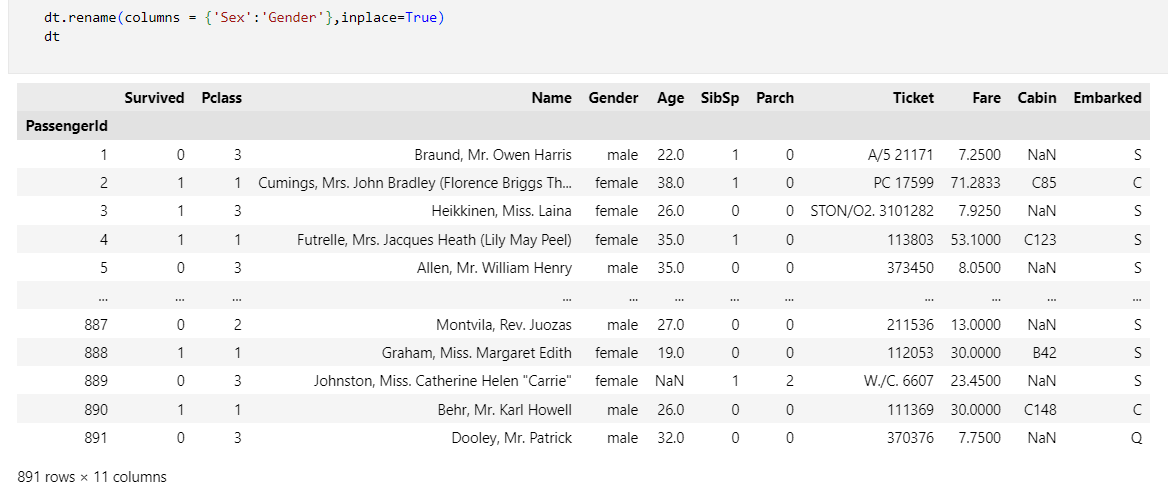 dt.rename(columns = {'Sex':'Gender'},inplace=True)
dt
Survived Pclass Name Gender Age SibSp Parch Ticket Fare Cabin Embarked
PassengerId
1 0 3 Braund, Mr. Owen Harris male 22.0 1 0 A/5 21171 7.2500 NaN S
2 1 1 Cumings, Mrs. John Bradley (Florence Briggs Th... female 38.0 1 0 PC 17599 71.2833 C85 C
3 1 3 Heikkinen, Miss. Laina female 26.0 0 0 STON/O2. 3101282 7.9250 NaN S
4 1 1 Futrelle, Mrs. Jacques Heath (Lily May Peel) female 35.0 1 0 113803 53.1000 C123 S
5 0 3 Allen, Mr. William Henry male 35.0 0 0 373450 8.0500 NaN S
... ... ... ... ... ... ... ... ... ... ... ...
887 0 2 Montvila, Rev. Juozas male 27.0 0 0 211536 13.0000 NaN S
888 1 1 Graham, Miss. Margaret Edith female 19.0 0 0 112053 30.0000 B42 S
889 0 3 Johnston, Miss. Catherine Helen "Carrie" female NaN 1 2 W./C. 6607 23.4500 NaN S
890 1 1 Behr, Mr. Karl Howell male 26.0 0 0 111369 30.0000 C148 C
891 0 3 Dooley, Mr. Patrick male 32.0 0 0 370376 7.7500 NaN Q
891 rows × 11 columns